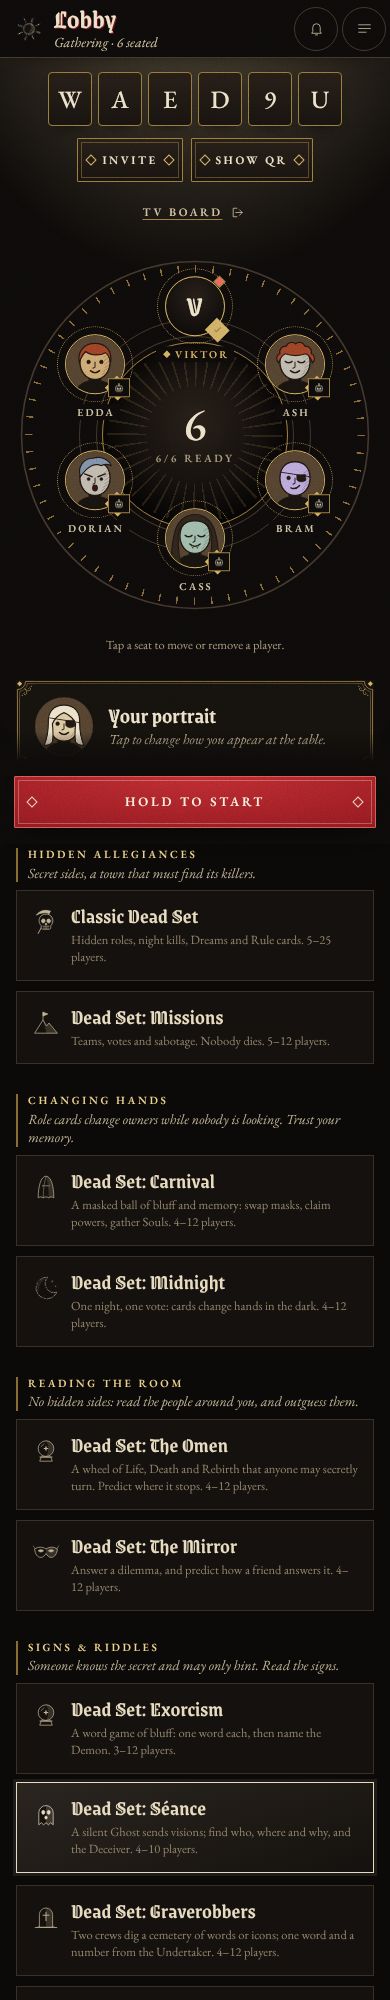 Lobby
Gathering · 6 seated
W A E D 9 U
INVITE
SHOW QR
TV BOARD
V
VIKTOR
EDDA
ASH
6
6/6 READY
DORIAN
BRAM
CASS
Tap a seat to move or remove a player.
Your portrait
Tap to change how you appear at the table.
HOLD TO START
HIDDEN ALLEGIANCES
Secret sides, a town that must find its killers.
Classic Dead Set
Hidden roles, night kills, Dreams and Rule cards. 5–25
players.
Dead Set: Missions
Teams, votes and sabotage. Nobody dies. 5–12 players.
CHANGING HANDS
Role cards change owners while nobody is looking. Trust your
memory.
Dead Set: Carnival
A masked ball of bluff and memory: swap masks, claim
powers, gather Souls. 4–12 players.
Dead Set: Midnight
One night, one vote: cards change hands in the dark. 4–12
players.
READING THE ROOM
No hidden sides: read the people around you, and outguess them.
Dead Set: The Omen
A wheel of Life, Death and Rebirth that anyone may secretly
turn. Predict where it stops. 4–12 players.
Dead Set: The Mirror
Answer a dilemma, and predict how a friend answers it. 4–
12 players.
SIGNS & RIDDLES
Someone knows the secret and may only hint. Read the signs.
Dead Set: Exorcism
A word game of bluff: one word each, then name the
Demon. 3–12 players.
Dead Set: Séance
A silent Ghost sends visions; find who, where and why, and
the Deceiver. 4–10 players.
Dead Set: Graverobbers
Two crews dig a cemetery of words or icons; one word and a
number from the Undertaker. 4–12 players.